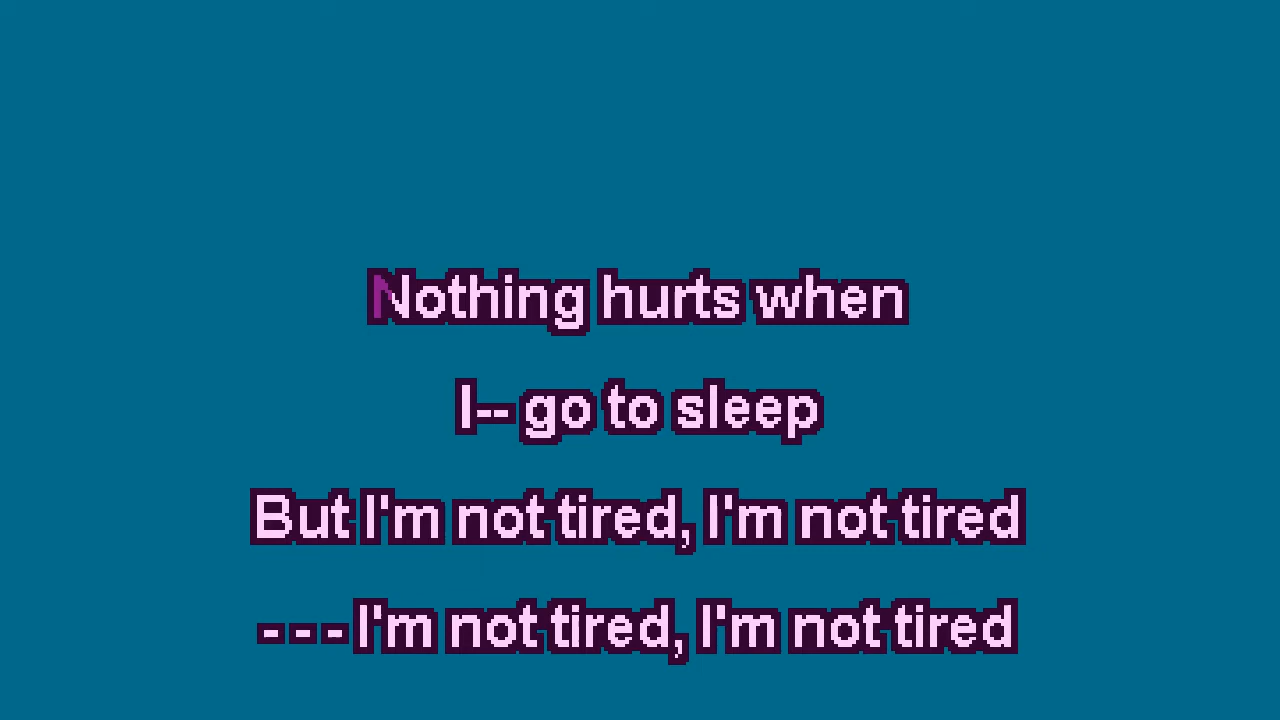 Nothing hurts when
I-- go to sleep
But I'm not tired, I'm not tired
- - - I'm not tired, I'm not tired